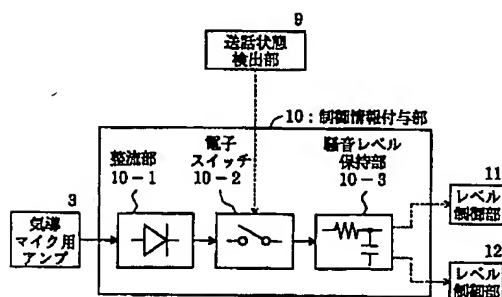 9
送話状態
検出部
10：制御情報付与部
整流部
10-1
電子
スイッチ
10-2
騒音レベル
保持部
10-3
3
気導
マイク用
アンプ
11
レベル
制御部
12
レベル
制御部